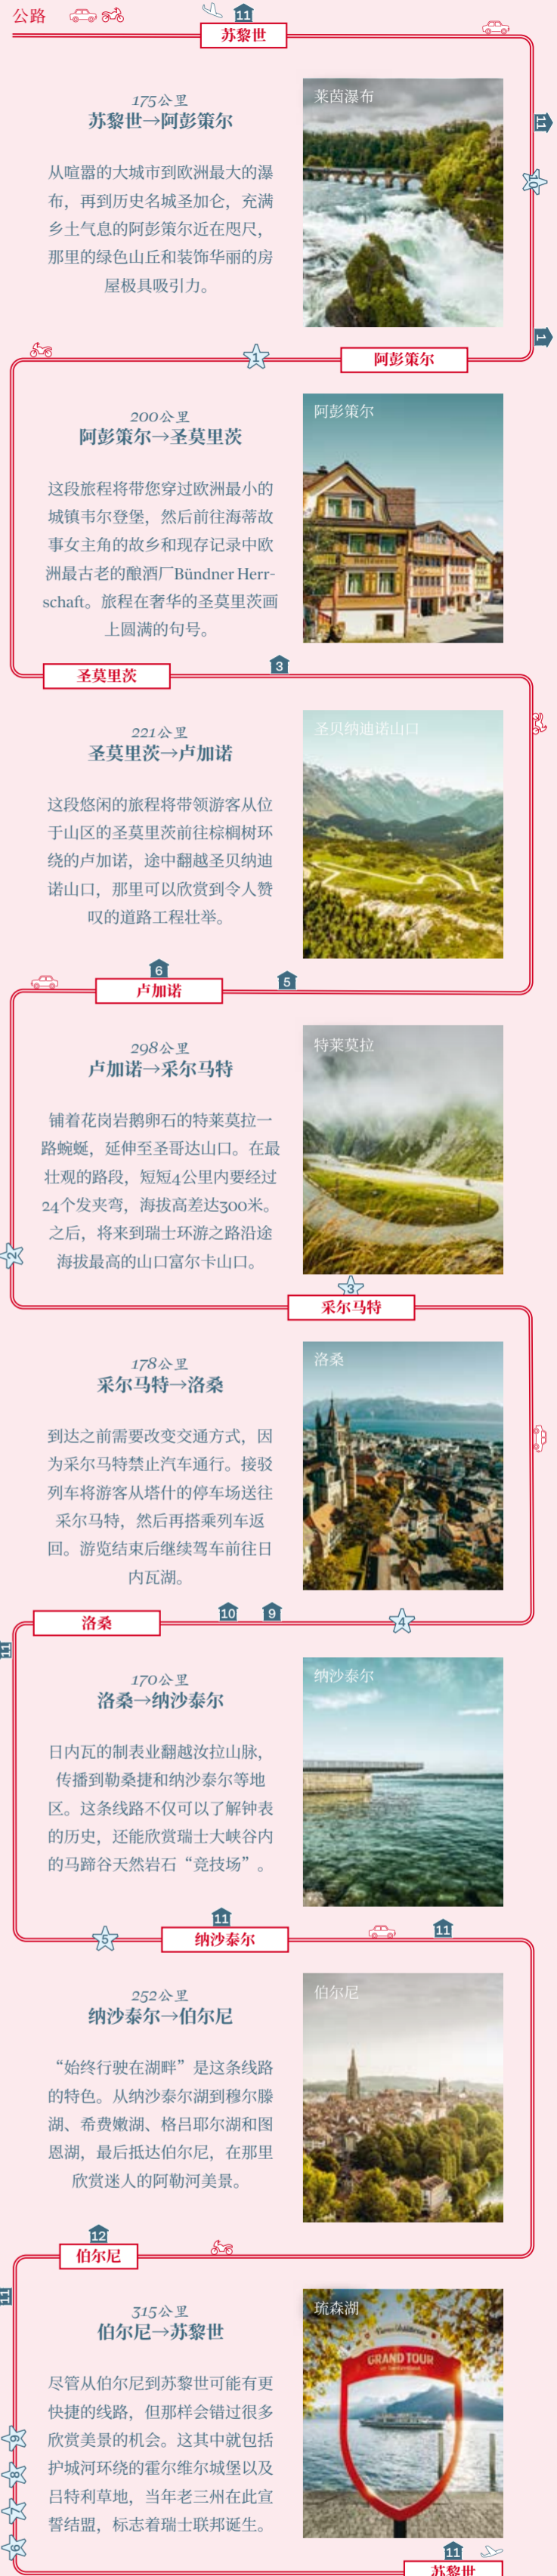 公路
11
苏黎世
175公里
苏黎世→阿彭策尔
莱茵瀑布
从喧嚣的大城市到欧洲最大的瀑
布，再到历史名城圣加仑，充满
乡土气息的阿彭策尔近在咫尺，
那里的绿色山丘和装饰华丽的房
屋极具吸引力。
11
10
1
1
阿彭策尔
200公里
阿彭策尔→圣莫里茨
阿彭策尔
这段旅程将带您穿过欧洲最小的
城镇韦尔登堡，然后前往海蒂故
事女主角的故乡和现存记录中欧
洲最古老的酿酒厂Bündner Herr-
schaft。旅程在奢华的圣莫里茨画
上圆满的句号。
3
圣莫里茨
221公里
圣莫里茨→卢加诺
圣贝纳迪诺山口
这段悠闲的旅程将带领游客从位
于山区的圣莫里茨前往棕榈树环
绕的卢加诺，途中翻越圣贝纳迪
诺山口，那里可以欣赏到令人赞
叹的道路工程壮举。
6
5
卢加诺
298公里
卢加诺→采尔马特
特莱莫拉
铺着花岗岩鹅卵石的特莱莫拉一
路蜿蜒，延伸至圣哥达山口。在最
壮观的路段，短短4公里内要经过
24个发夹弯，海拔高差达300米。
之后，将来到瑞士环游之路沿途
海拔最高的山口富尔卡山口。
2
3
采尔马特
178公里
采尔马特→洛桑
洛桑
到达之前需要改变交通方式，因
为采尔马特禁止汽车通行。接驳
列车将游客从塔什的停车场送往
采尔马特，然后再搭乘列车返
回。游览结束后继续驾车前往日
内瓦湖。
10
9
4
洛桑
11
170公里
洛桑→纳沙泰尔
纳沙泰尔
日内瓦的制表业翻越汝拉山脉，
传播到勒桑捷和纳沙泰尔等地
区。这条线路不仅可以了解钟表
的历史，还能欣赏瑞士大峡谷内
的马蹄谷天然岩石“竞技场”。
11
11
5
纳沙泰尔
252公里
纳沙泰尔→伯尔尼
伯尔尼
“始终行驶在湖畔”是这条线路
的特色。从纳沙泰尔湖到穆尔滕
湖、希费嫩湖、格吕耶尔湖和图
恩湖，最后抵达伯尔尼，在那里
欣赏迷人的阿勒河美景。
12
伯尔尼
11
315公里
伯尔尼→苏黎世
琉森湖
GRAND TOUR
尽管从伯尔尼到苏黎世可能有更
快捷的线路，但那样会错过很多
欣赏美景的机会。这其中就包括
护城河环绕的霍尔维尔城堡以及
吕特利草地，当年老三州在此宣
誓结盟，标志着瑞士联邦诞生。
9
8
7
6
11
苏黎世